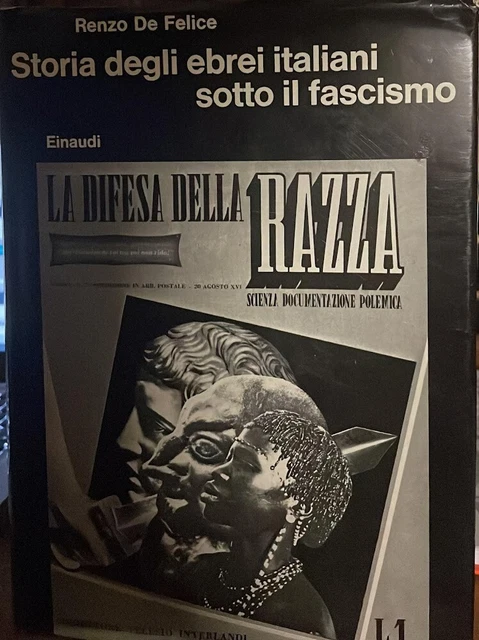 Renzo De Felice
Storia degli ebrei italiani
sotto il fascismo
Einaudi
LA DIFESA DELLA
RAZZA
IN ABB. POSTALE - 20 AGOSTO XVI
SCIENZA DOCUMENTAZIONE POLEMICA
INTERLANDI
L.1